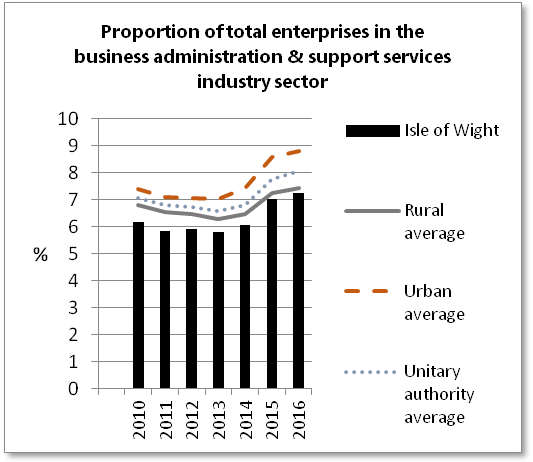 Proportion of total enterprises in the
business administration & support services
industry sector
10
9
8
7
6
5
4
3
2
1
0
%
2010
2011
2012
2013
2014
2015
2016
Isle of Wight
Rural
average
Urban
average
Unitary
authority
average